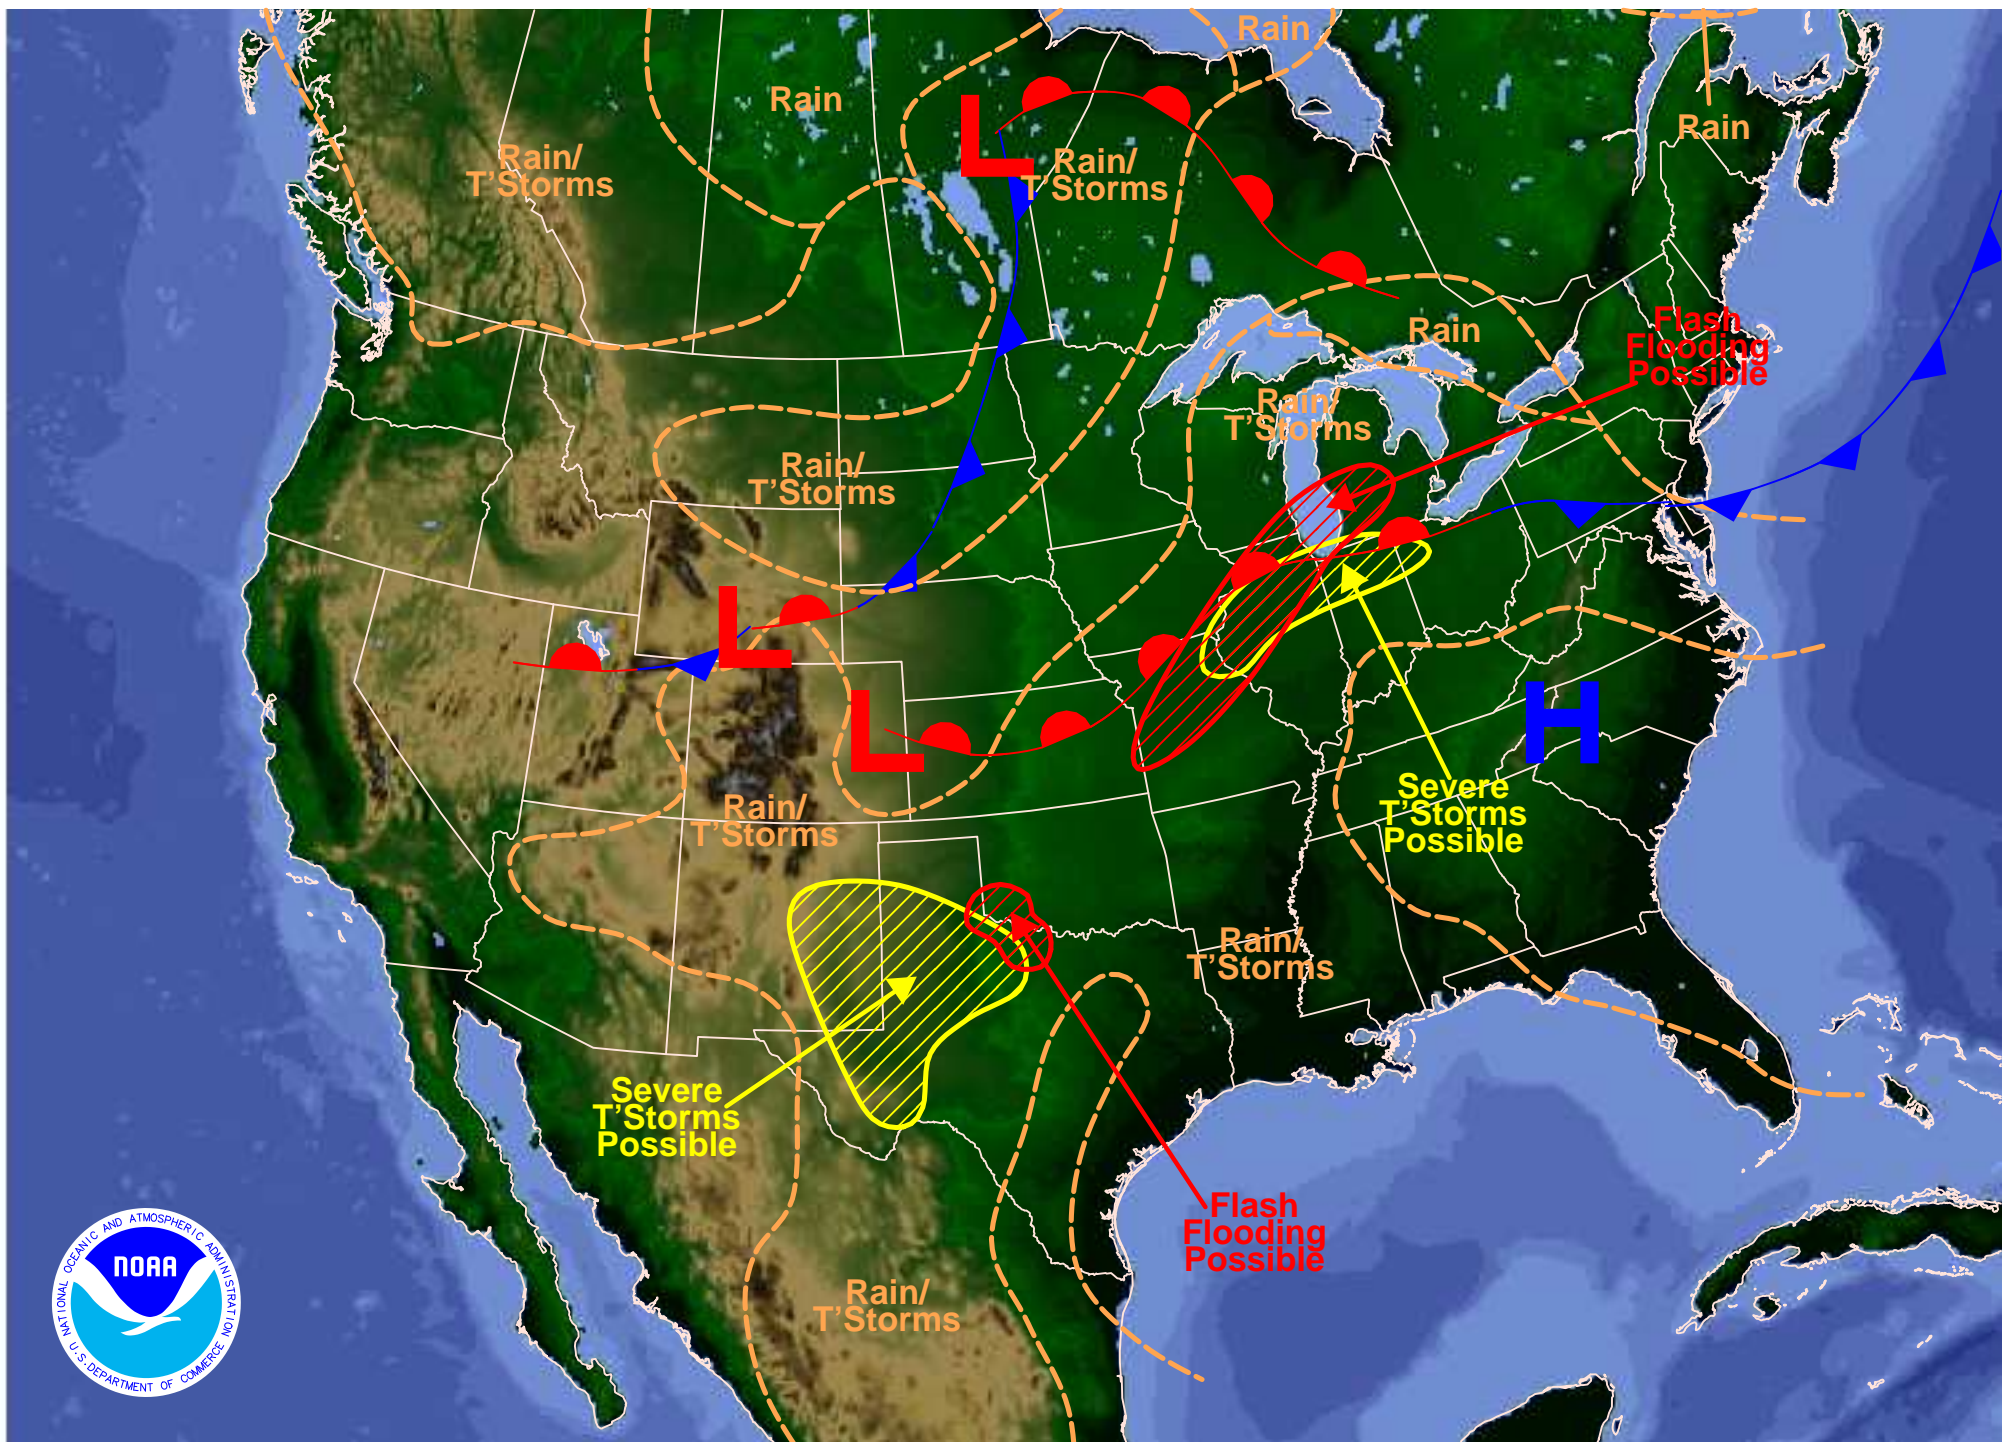 Rain
Rain
Rain
Rain/
T'Storms
Rain/
T'Storms
L
Rain
Flash
Flooding
Possible
Rain/
T'Storms
Rain/
T'Storms
L
L
H
Severe
T'Storms
Possible
Rain/
T'Storms
Rain/
T'Storms
Severe
T'Storms
Possible
Flash
Flooding
Possible
Rain/
T'Storms
NATIONAL OCEANIC AND ATMOSPHERIC ADMINISTRATION
NOAA
U.S. DEPARTMENT OF COMMERCE